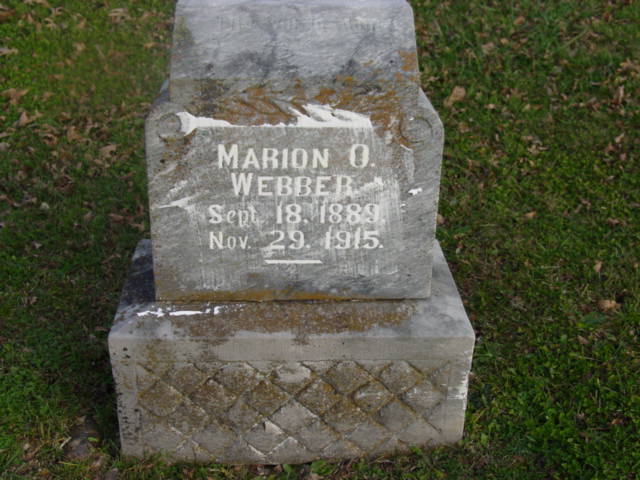 MARION O.
WEBBER
Sept. 18. 1889.
Nov. 29. 1915.